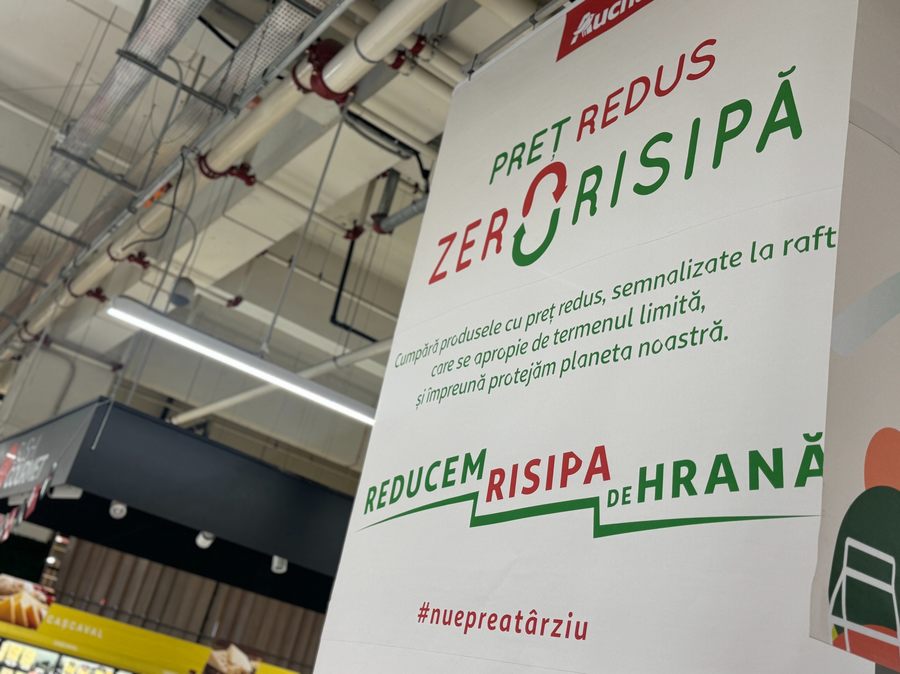 Auchan
PREȚ REDUS
ZERO RISIPĂ
Cumpără produsele cu preț redus, semnalizate la raft
care se apropie de termenul limită,
și împreună protejăm planeta noastră.
REDUCEM RISIPA DE HRANĂ
#nuepreatârziu
CAȘCAVAL